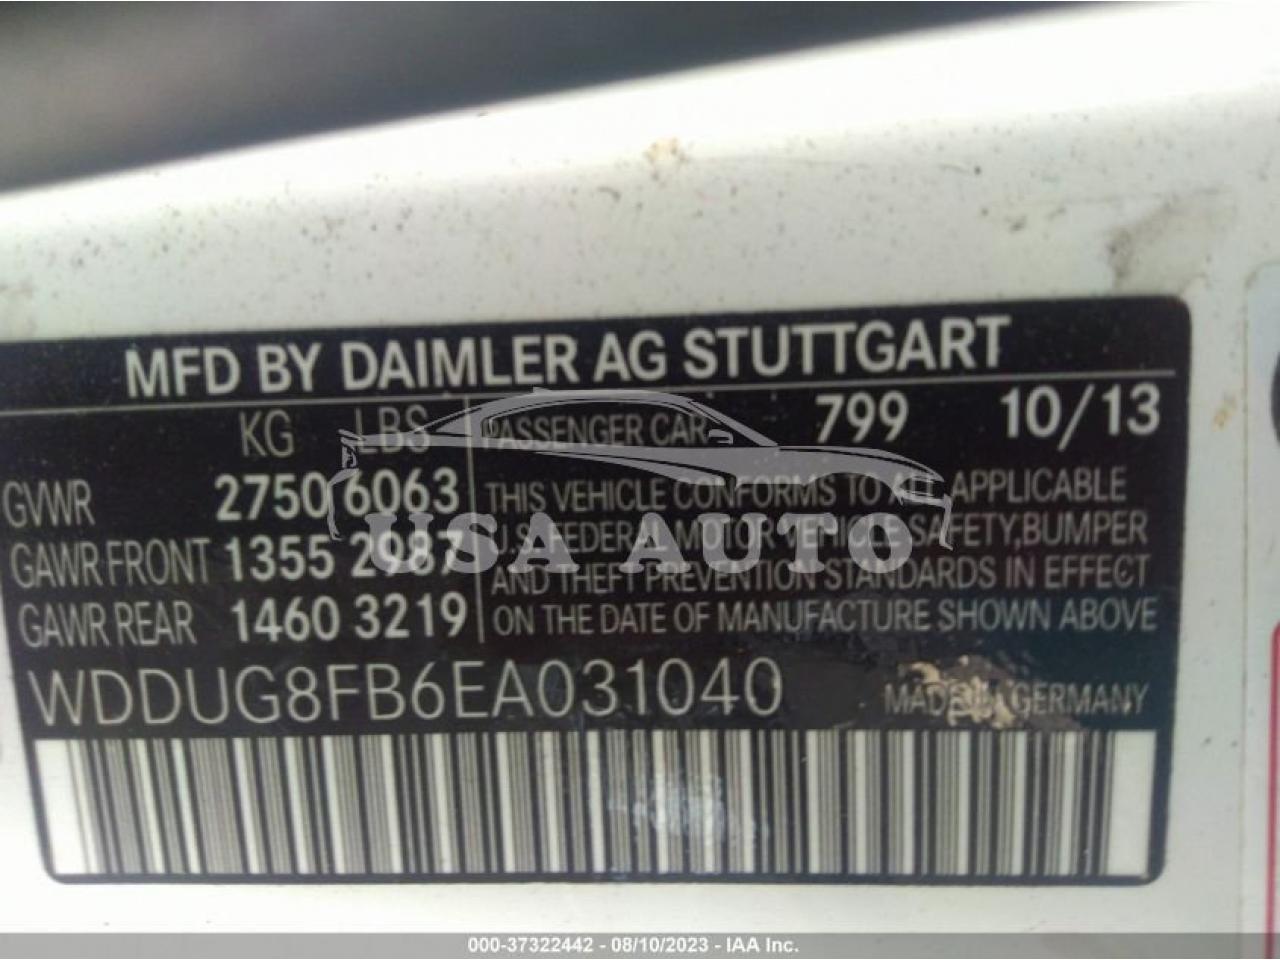 MFD BY DAIMLER AG STUTTGART
KG LBS PASSENGER CAR 799 10/13
GVWR 2750 6063 THIS VEHICLE CONFORMS TO ALL APPLICABLE
GAWR FRONT 1355 2987 U.S. FEDERAL MOTOR VEHICLE SAFETY, BUMPER
AND THEFT PREVENTION STANDARDS IN EFFECT
GAWR REAR 1460 3219 ON THE DATE OF MANUFACTURE SHOWN ABOVE
WDDUG8FB6EA031040 MADE IN GERMANY
USA AUTO
000-37322442 - 08/10/2023 - IAA Inc.